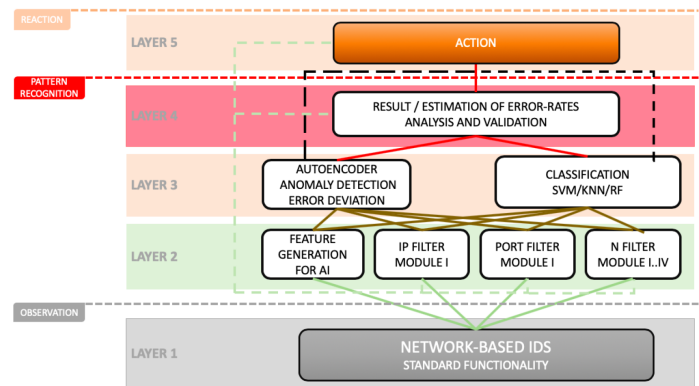 REACTION
LAYER 5
ACTION
PATTERN
RECOGNITION
LAYER 4
RESULT / ESTIMATION OF ERROR-RATES
ANALYSIS AND VALIDATION
LAYER 3
AUTOENCODER
ANOMALY DETECTION
ERROR DEVIATION
CLASSIFICATION
SVM/KNN/RF
LAYER 2
FEATURE
GENERATION
FOR AI
IP FILTER
MODULE I
PORT FILTER
MODULE I
N FILTER
MODULE I..IV
OBSERVATION
LAYER 1
NETWORK-BASED IDS
STANDARD FUNCTIONALITY